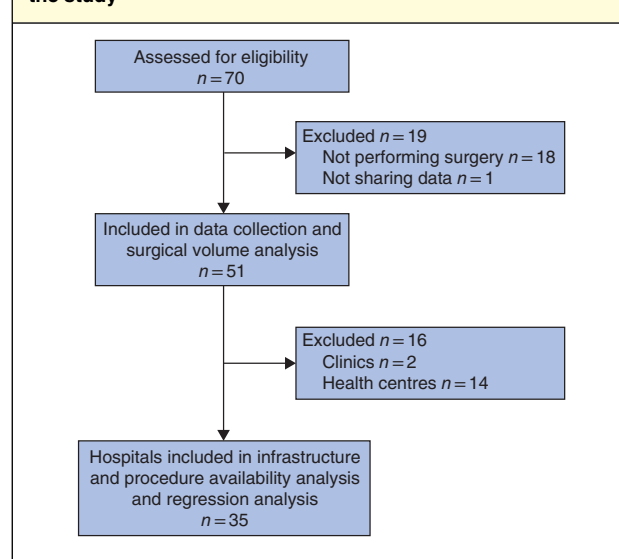 the study
Assessed for eligibility
n = 70
Excluded n = 19
Not performing surgery n = 18
Not sharing data n = 1
Included in data collection and
surgical volume analysis
n = 51
Excluded n = 16
Clinics n = 2
Health centres n = 14
Hospitals included in infrastructure
and procedure availability analysis
and regression analysis
n = 35